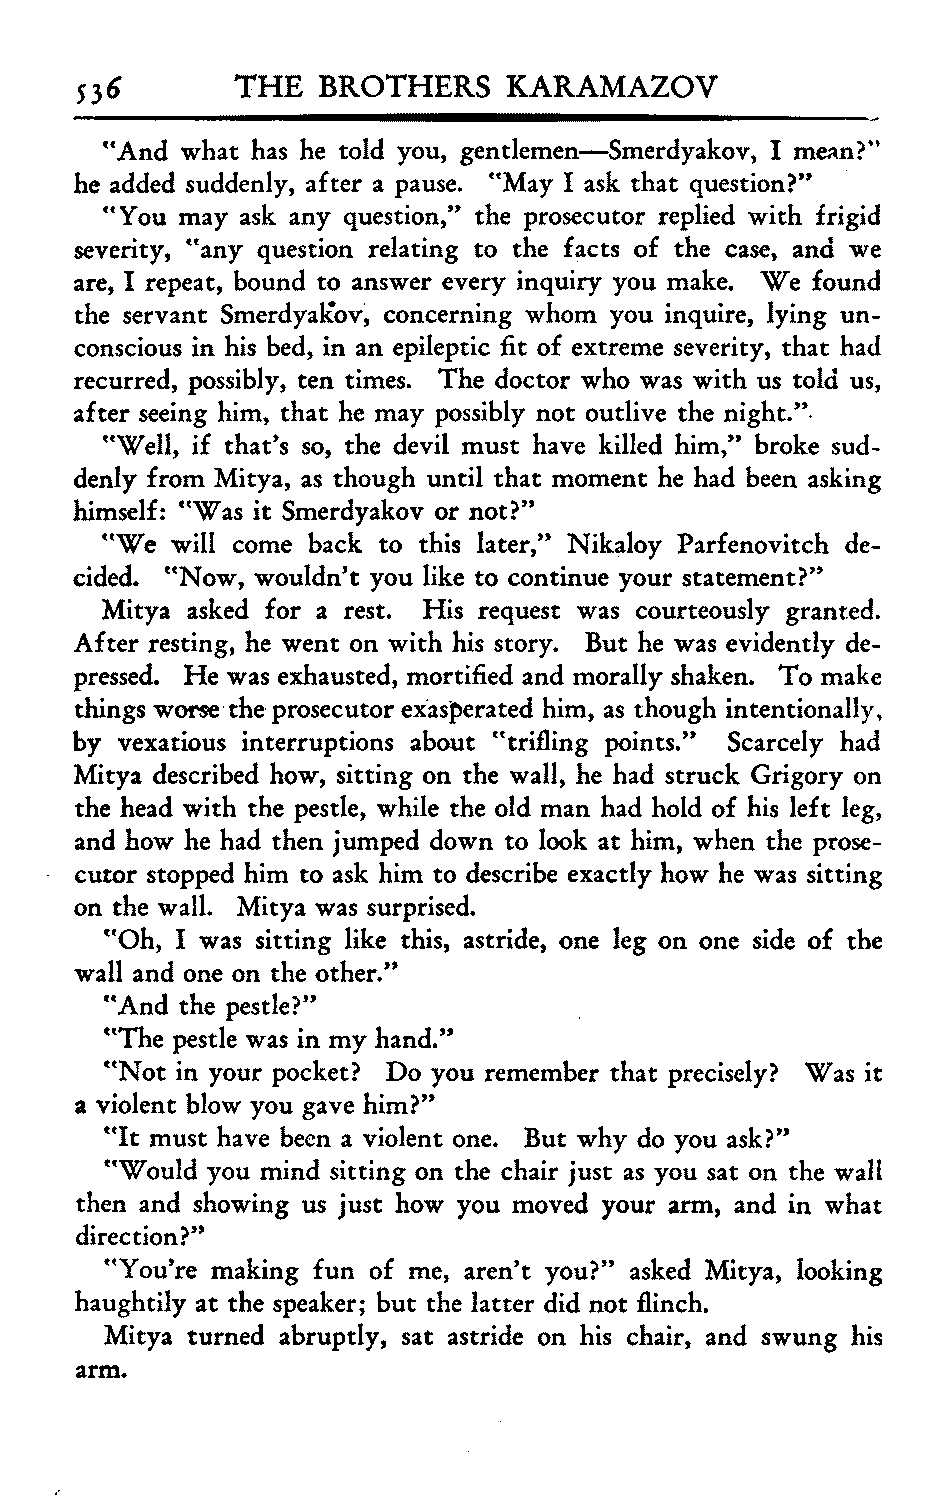 536 THE BROTHERS KARAMAZOV
"And what has he told you, gentlemen—Smerdyakov, I mean?"
he added suddenly, after a pause. "May I ask that question?"
"You may ask any question," the prosecutor replied with frigid
severity, "any question relating to the facts of the case, and we
are, I repeat, bound to answer every inquiry you make. We found
the servant Smerdyakov, concerning whom you inquire, lying un-
conscious in his bed, in an epileptic fit of extreme severity, that had
recurred, possibly, ten times. The doctor who was with us told us,
after seeing him, that he may possibly not outlive the night."
"Well, if that's so, the devil must have killed him," broke sud-
denly from Mitya, as though until that moment he had been asking
himself: "Was it Smerdyakov or not?"
"We will come back to this later," Nikaloy Parfenovitch de-
cided. "Now, wouldn't you like to continue your statement?"
Mitya asked for a rest. His request was courteously granted.
After resting, he went on with his story. But he was evidently de-
pressed. He was exhausted, mortified and morally shaken. To make
things worse the prosecutor exasperated him, as though intentionally,
by vexatious interruptions about "trifling points." Scarcely had
Mitya described how, sitting on the wall, he had struck Grigory on
the head with the pestle, while the old man had hold of his left leg,
and how he had then jumped down to look at him, when the prose-
cutor stopped him to ask him to describe exactly how he was sitting
on the wall. Mitya was surprised.
"Oh, I was sitting like this, astride, one leg on one side of the
wall and one on the other."
"And the pestle?"
"The pestle was in my hand."
"Not in your pocket? Do you remember that precisely? Was it
a violent blow you gave him?"
"It must have been a violent one. But why do you ask?"
"Would you mind sitting on the chair just as you sat on the wall
then and showing us just how you moved your arm, and in what
direction?"
"You're making fun of me, aren't you?" asked Mitya, looking
haughtily at the speaker; but the latter did not flinch.
Mitya turned abruptly, sat astride on his chair, and swung his
arm.